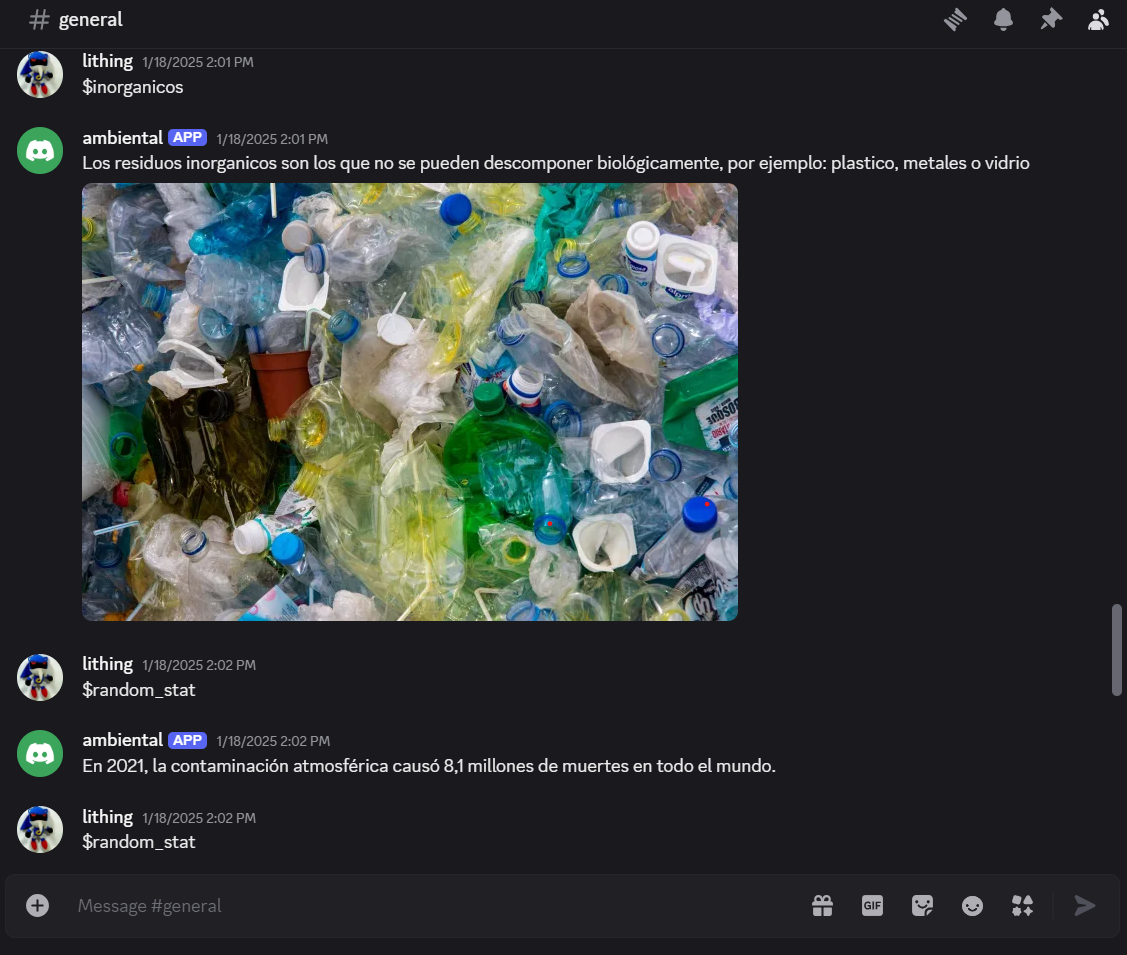 # general
lithing 1/18/2025 2:01 PM
$inorganicos
ambiental APP 1/18/2025 2:01 PM
Los residuos inorganicos son los que no se pueden descomponer biológicamente, por ejemplo: plastico, metales o vidrio
BOSQUE
lithing 1/18/2025 2:02 PM
$random_stat
ambiental APP 1/18/2025 2:02 PM
En 2021, la contaminación atmosférica causó 8,1 millones de muertes en todo el mundo.
lithing 1/18/2025 2:02 PM
$random_stat
Message #general
GIF